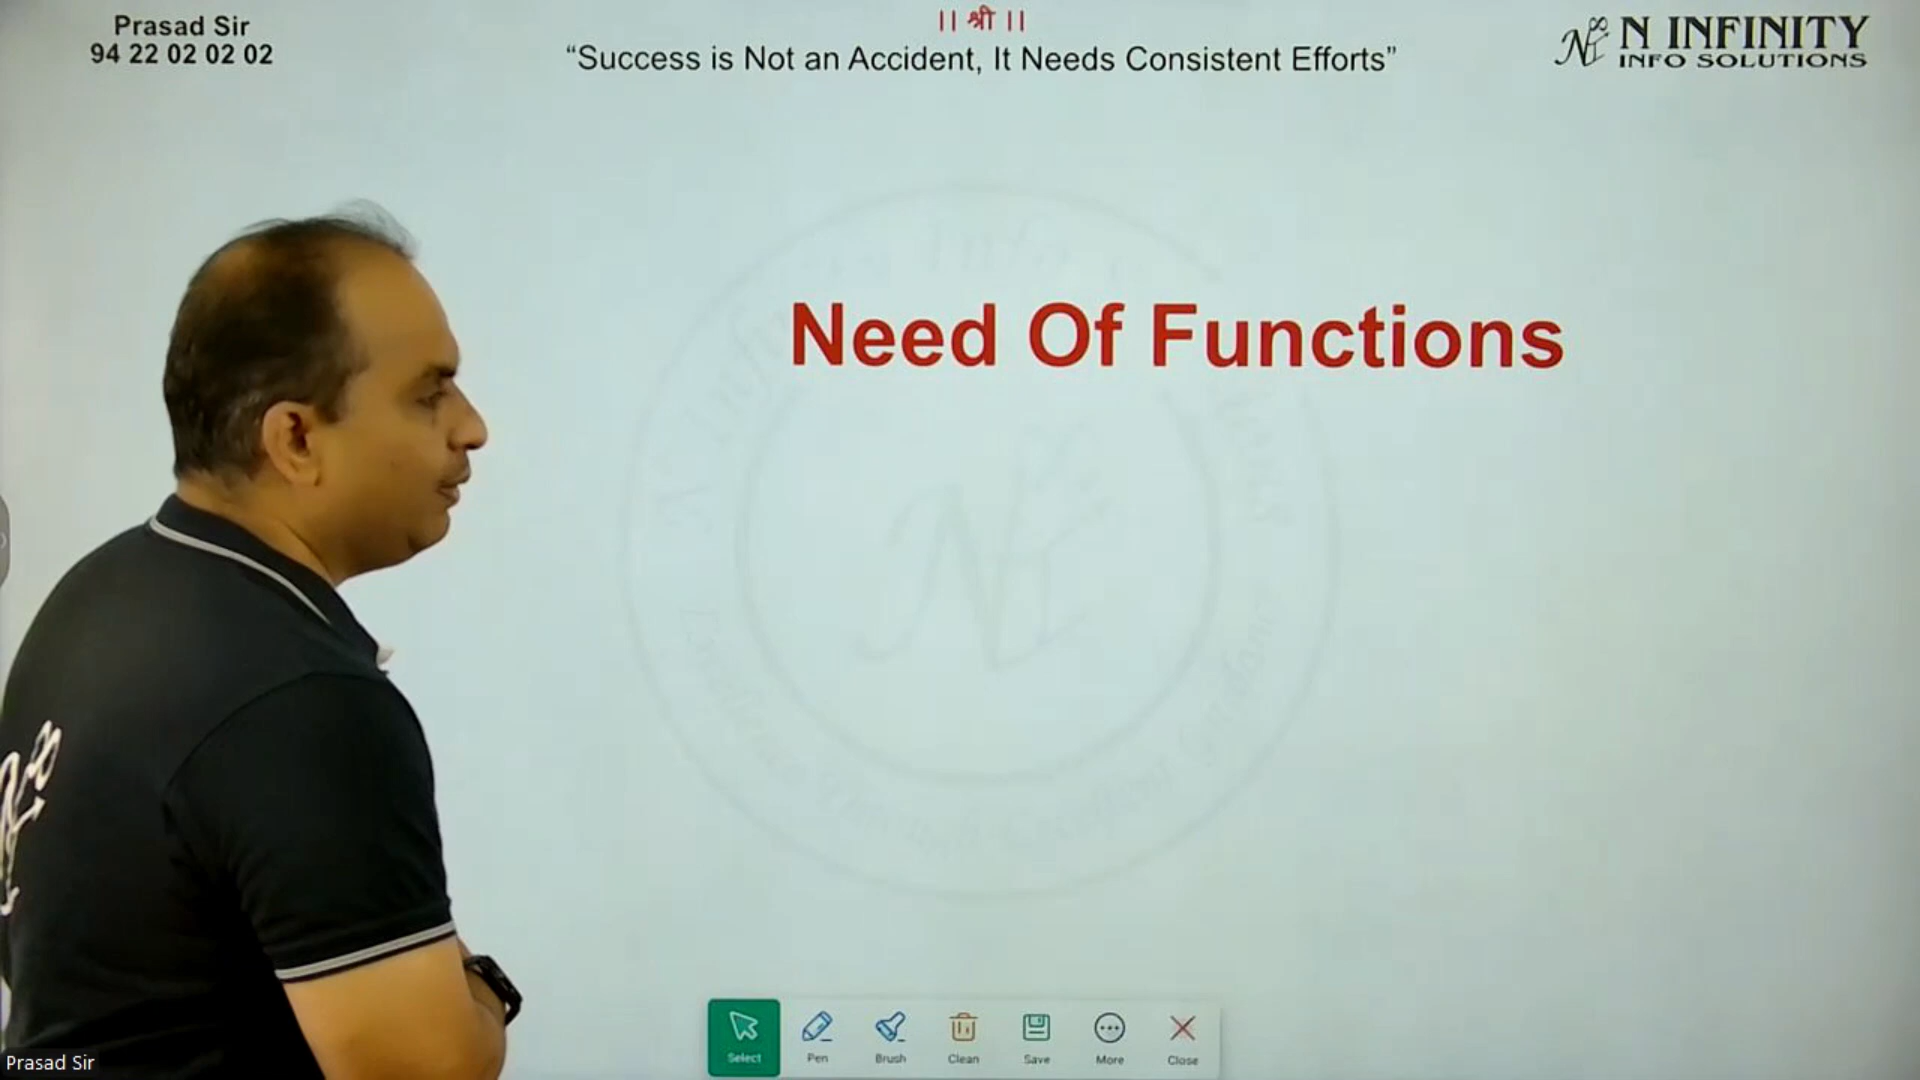 Prasad Sir
94 22 02 02 02
|| श्री ||
“Success is Not an Accident, It Needs Consistent Efforts”
N INFINITY
INFO SOLUTIONS
Need Of Functions
Select
Pen
Brush
Clean
Save
More
Close
Prasad Sir